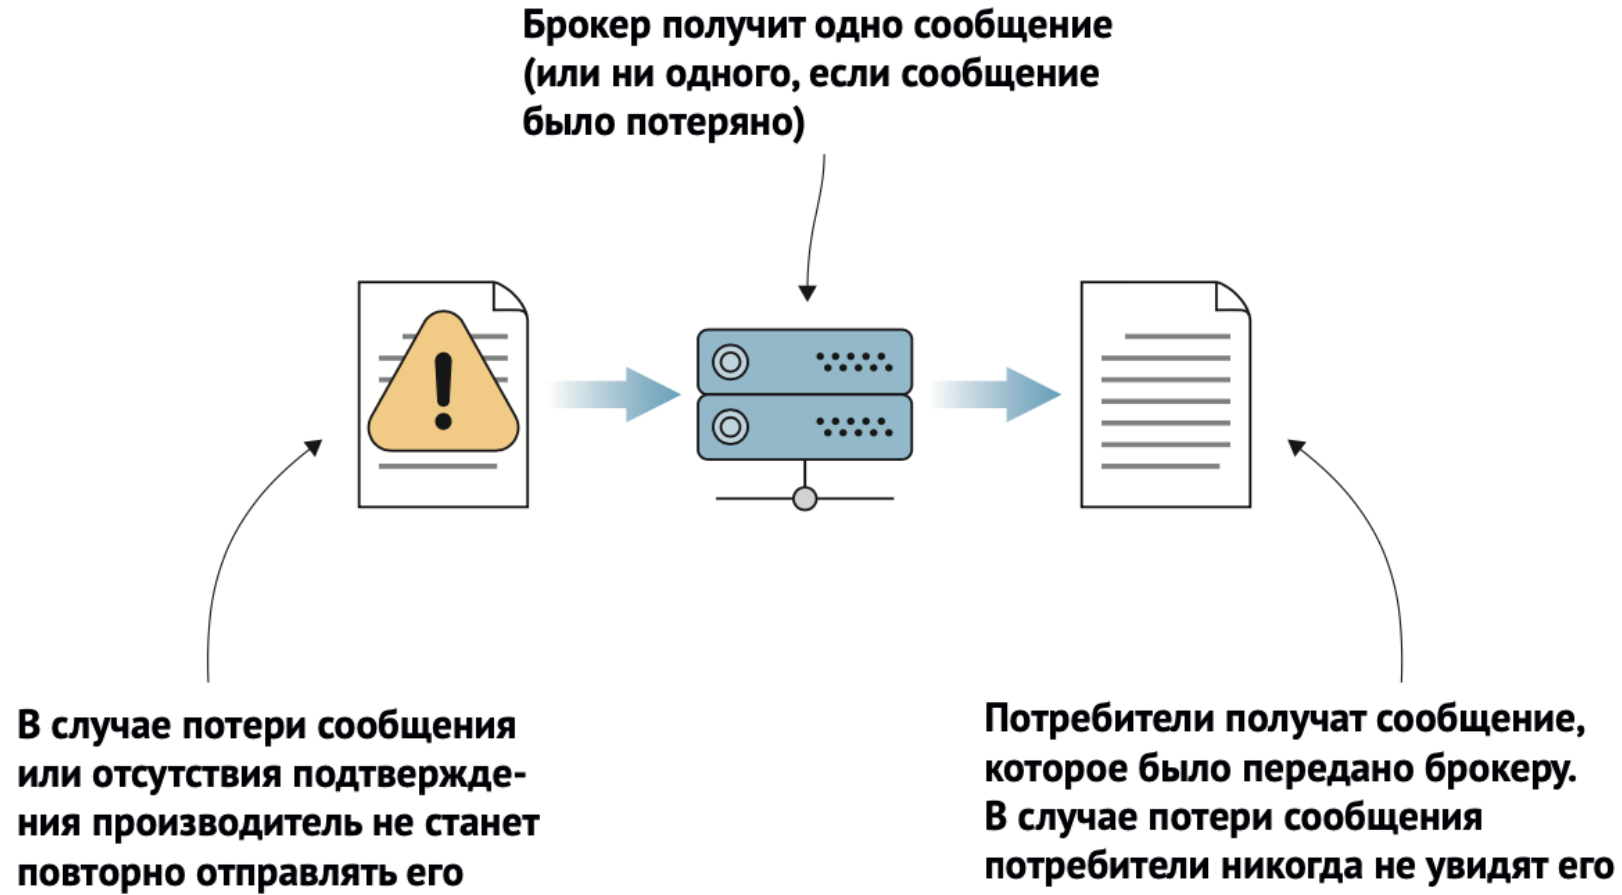 Брокер получит одно сообщение
(или ни одного, если сообщение
было потеряно)
В случае потери сообщения
или отсутствия подтвержде-
ния производитель не станет
повторно отправлять его
Потребители получат сообщение,
которое было передано брокеру.
В случае потери сообщения
потребители никогда не увидят его